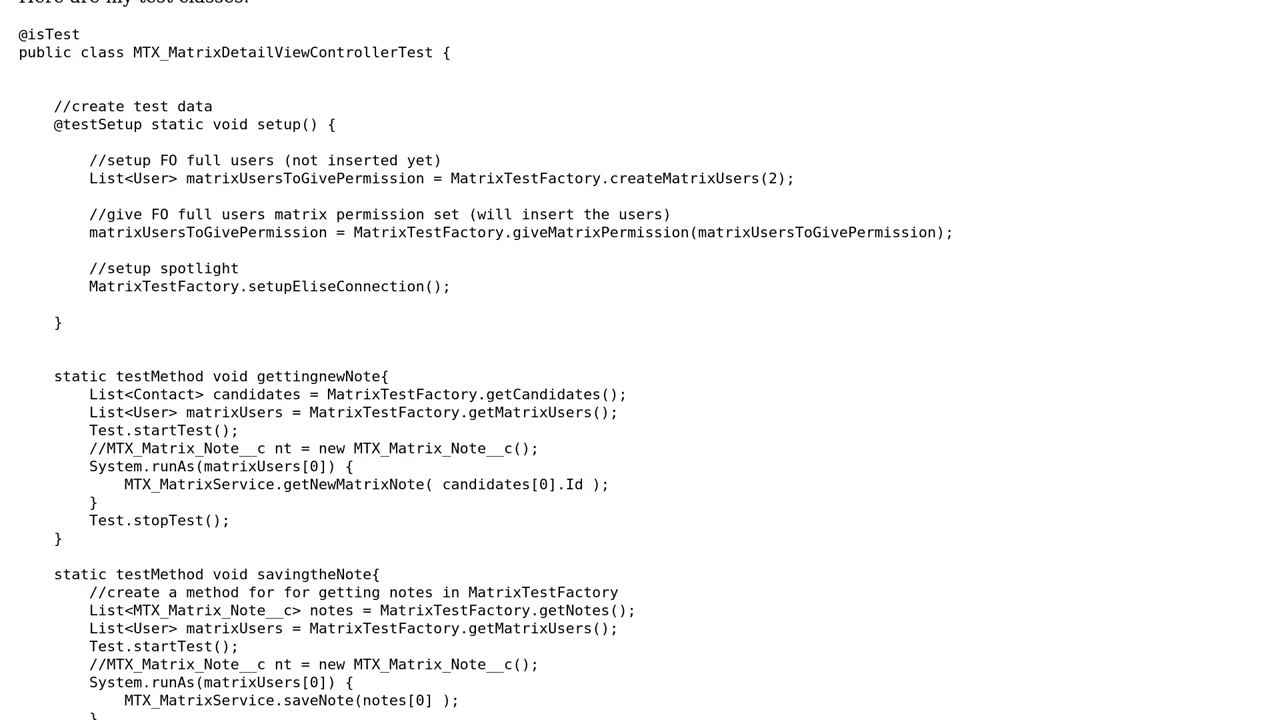 Here are my test classes:
@isTest
public class MTX_MatrixDetailViewControllerTest {
//create test data
@testSetup static void setup() {
//setup FO full users (not inserted yet)
List<User> matrixUsersToGivePermission = MatrixTestFactory.createMatrixUsers(2);
//give FO full users matrix permission set (will insert the users)
matrixUsersToGivePermission = MatrixTestFactory.giveMatrixPermission(matrixUsersToGivePermission);
//setup spotlight
MatrixTestFactory.setupEliseConnection();
}
static testMethod void gettingnewNote{
List<Contact> candidates = MatrixTestFactory.getCandidates();
List<User> matrixUsers = MatrixTestFactory.getMatrixUsers();
Test.startTest();
//MTX_Matrix_Note__c nt = new MTX_Matrix_Note__c();
System.runAs(matrixUsers[0]) {
MTX_MatrixService.getNewMatrixNote( candidates[0].Id );
}
Test.stopTest();
}
static testMethod void savingtheNote{
//create a method for for getting notes in MatrixTestFactory
List<MTX_Matrix_Note__c> notes = MatrixTestFactory.getNotes();
List<User> matrixUsers = MatrixTestFactory.getMatrixUsers();
Test.startTest();
//MTX_Matrix_Note__c nt = new MTX_Matrix_Note__c();
System.runAs(matrixUsers[0]) {
MTX_MatrixService.saveNote(notes[0] );
}